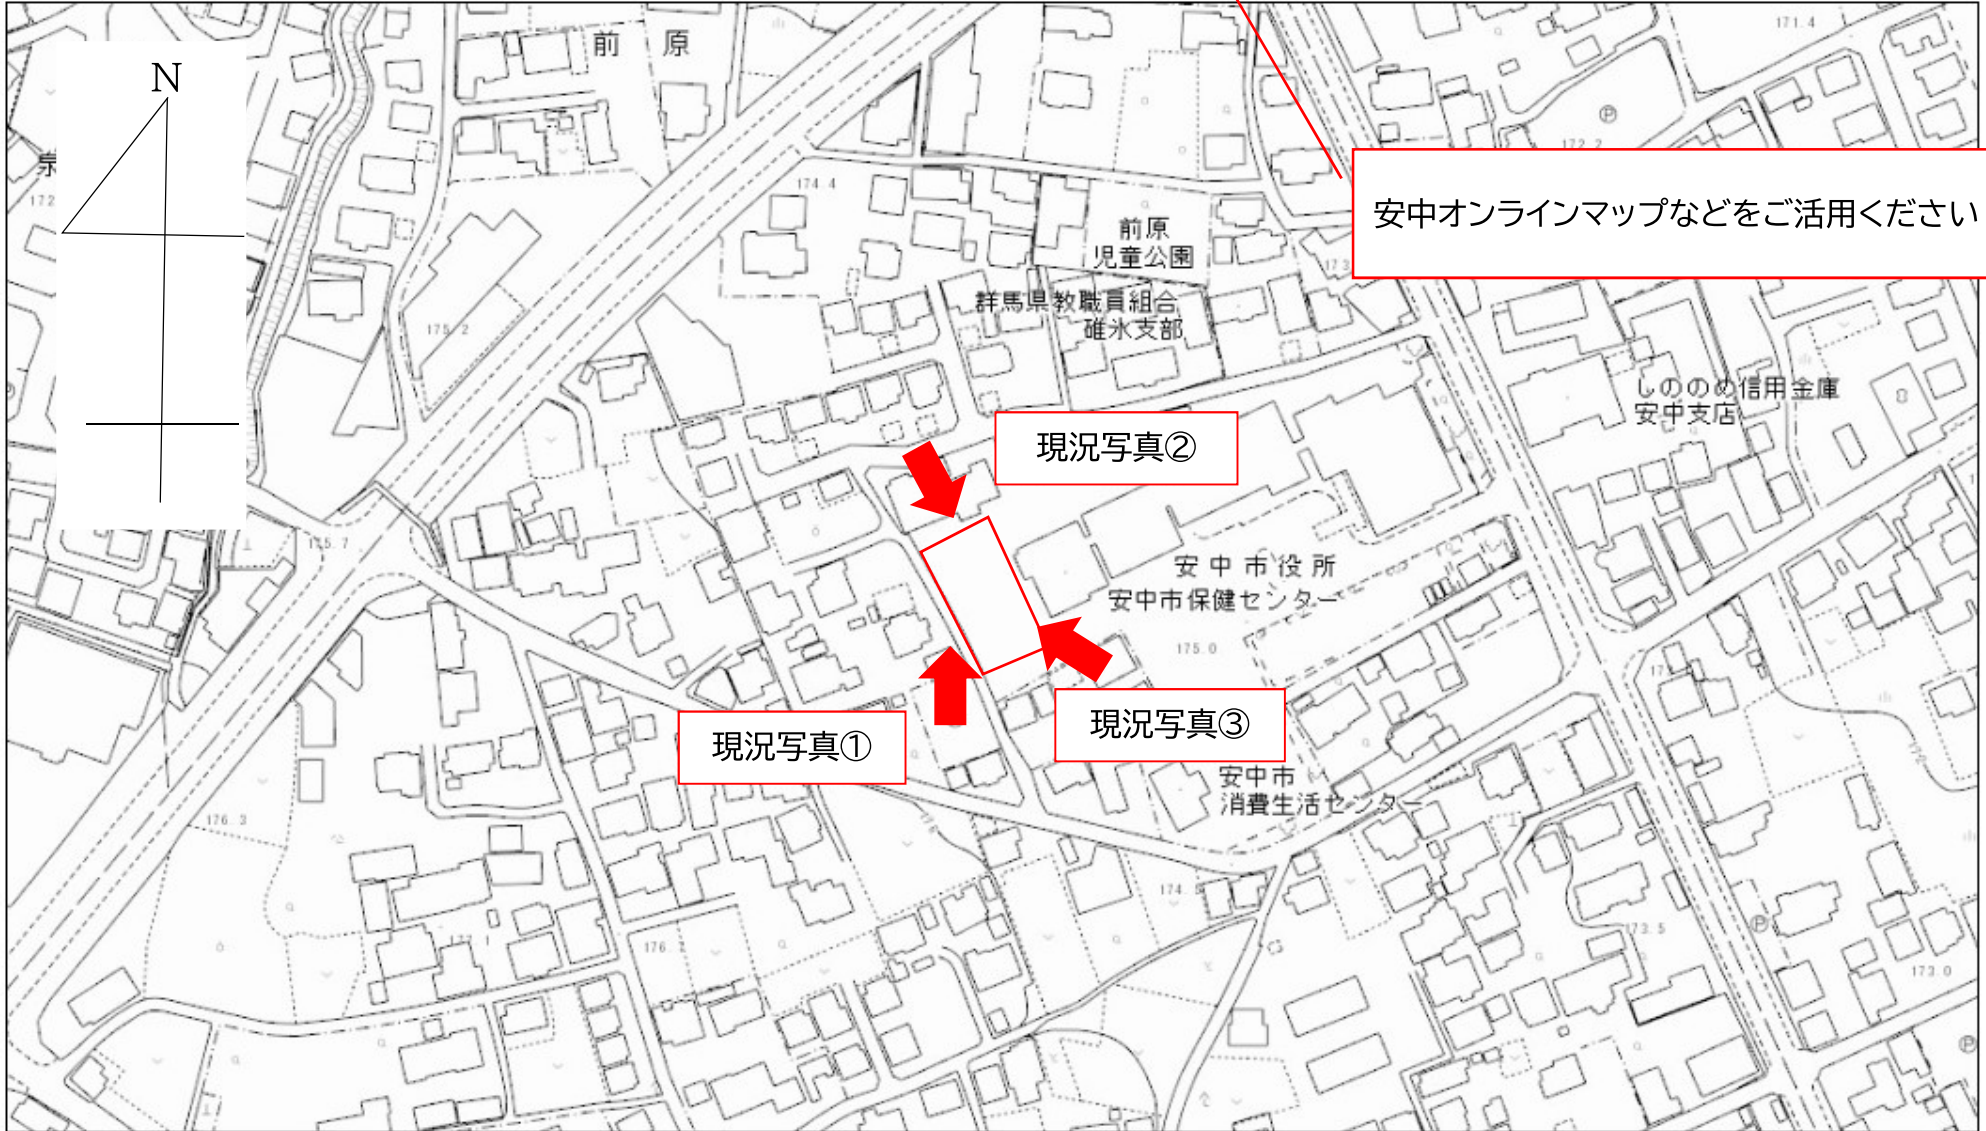 171.4
前 原
N
172.2
泉
172
174.4
安中オンラインマップなどをご活用ください
前原
児童公園
173
群馬県教職員組合
碓氷支部
175.2
しののめ信用金庫
安中支店
現況写真②
175.7
安中市役所
安中市保健センター
175.0
17
現況写真③
現況写真①
安中市
消費生活センター
176.3
174.5
177.1
176.
173.5
173.0